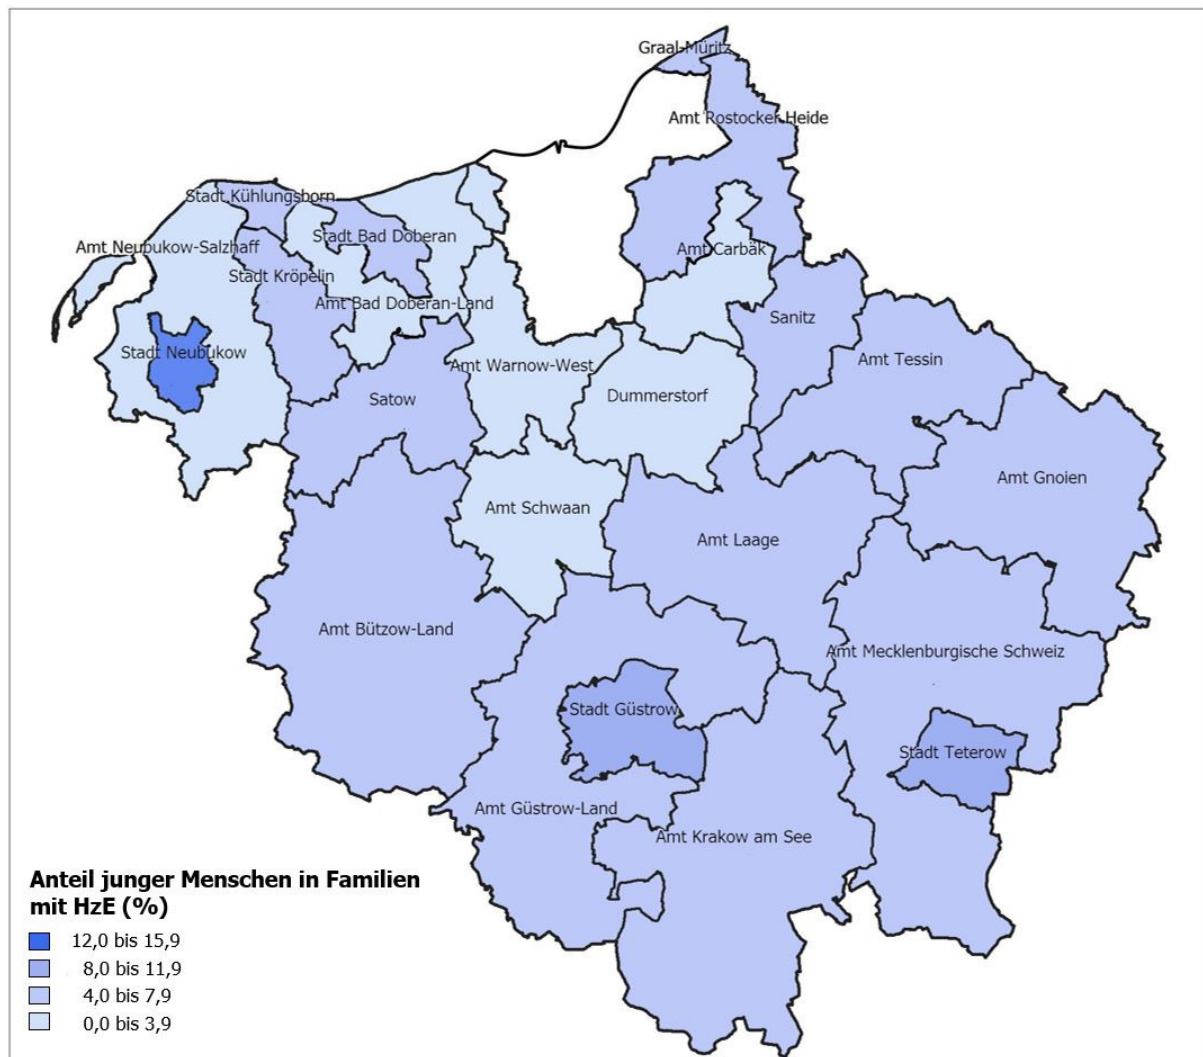 Graal-Müritz
Amt Rostocker Heide
Stadt Kühlungsborn
Stadt Bad Doberan
Amt Neubukow-Salzhaff
Amt Carbäk
Stadt Kröpelin
Amt Bad Doberan-Land
Sanitz
Stadt Neubukow
Amt Warnow-West
Amt Tessin
Satow
Dummerstorf
Amt Gnoien
Amt Schwaan
Amt Laage
Amt Bützow-Land
Amt Mecklenburgische Schweiz
Stadt Güstrow
Stadt Teterow
Amt Güstrow-Land
Amt Krakow am See
Anteil junger Menschen in Familien
mit HzE (%)
12,0 bis 15,9
8,0 bis 11,9
4,0 bis 7,9
0,0 bis 3,9